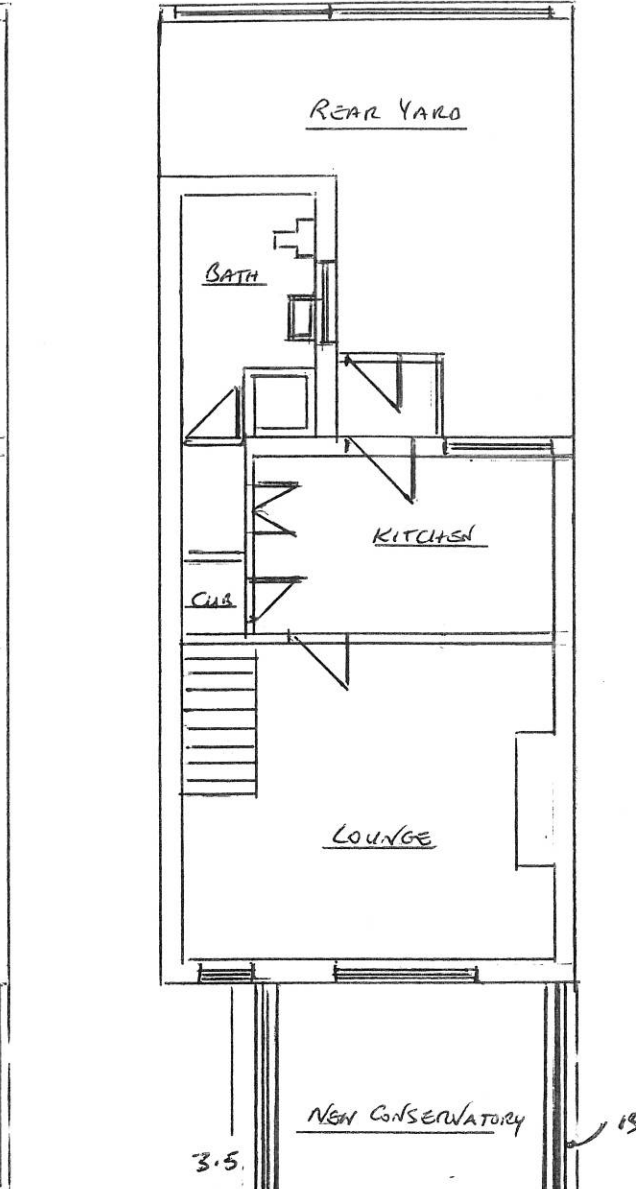 REAR YARD
BATH
KITCHEN
CUB
LOUNGE
NEW CONSERVATORY
3.5.